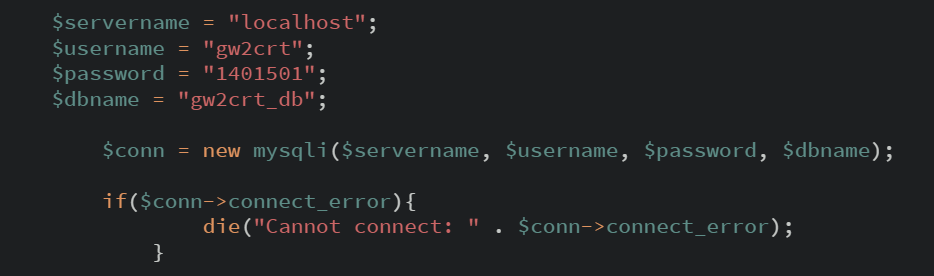 $servername = "localhost";
$username = "gw2crt";
$password = "1401501";
$dbname = "gw2crt_db";
$conn = new mysqli($servername, $username, $password, $dbname);
if($conn->connect_error){
die("Cannot connect: " . $conn->connect_error);
}